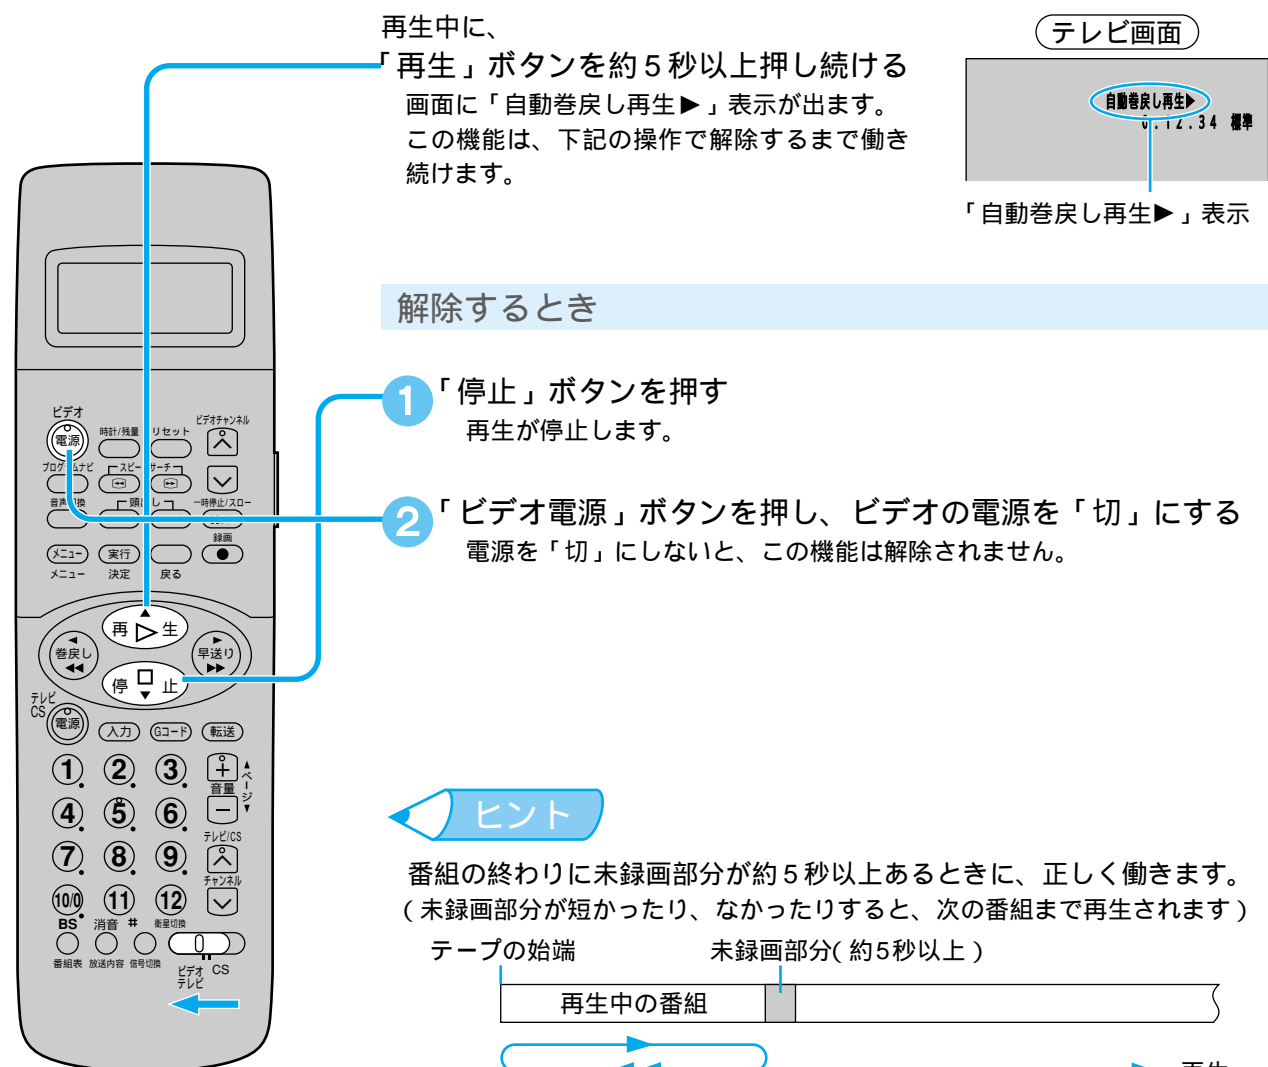 再生中に、
「再生」ボタンを約5秒以上押し続ける
画面に「自動巻戻し再生▶」表示が出ます。
この機能は、下記の操作で解除するまで働き
続けます。
テレビ画面
自動巻戻し再生▶
標準
「自動巻戻し再生▶」表示
解除するとき
1 「停止」ボタンを押す
再生が停止します。
2 「ビデオ電源」ボタンを押し、ビデオの電源を「切」にする
電源を「切」にしないと、この機能は解除されません。
ビデオ
電源
時計/残量
リセット
ビデオチャンネル
音声切換
一時停止/スロー
録画
メニュー
実行
メニュー
決定
戻る
再 生
巻戻し
早送り
停 止
テレビ
CS
電源
入力
Gコード
転送
1 2 3
音量
ページ
4 5 6
テレビ/CS
7 8 9
チャンネル
10/0 11 12
BS 消音 # 衛星切換
番組表 放送内容 信号切換
ビデオ CS
テレビ
ヒント
番組の終わりに未録画部分が約5秒以上あるときに、正しく働きます。
(未録画部分が短かったり、なかったりすると、次の番組まで再生されます)
テープの始端
未録画部分(約5秒以上)
再生中の番組